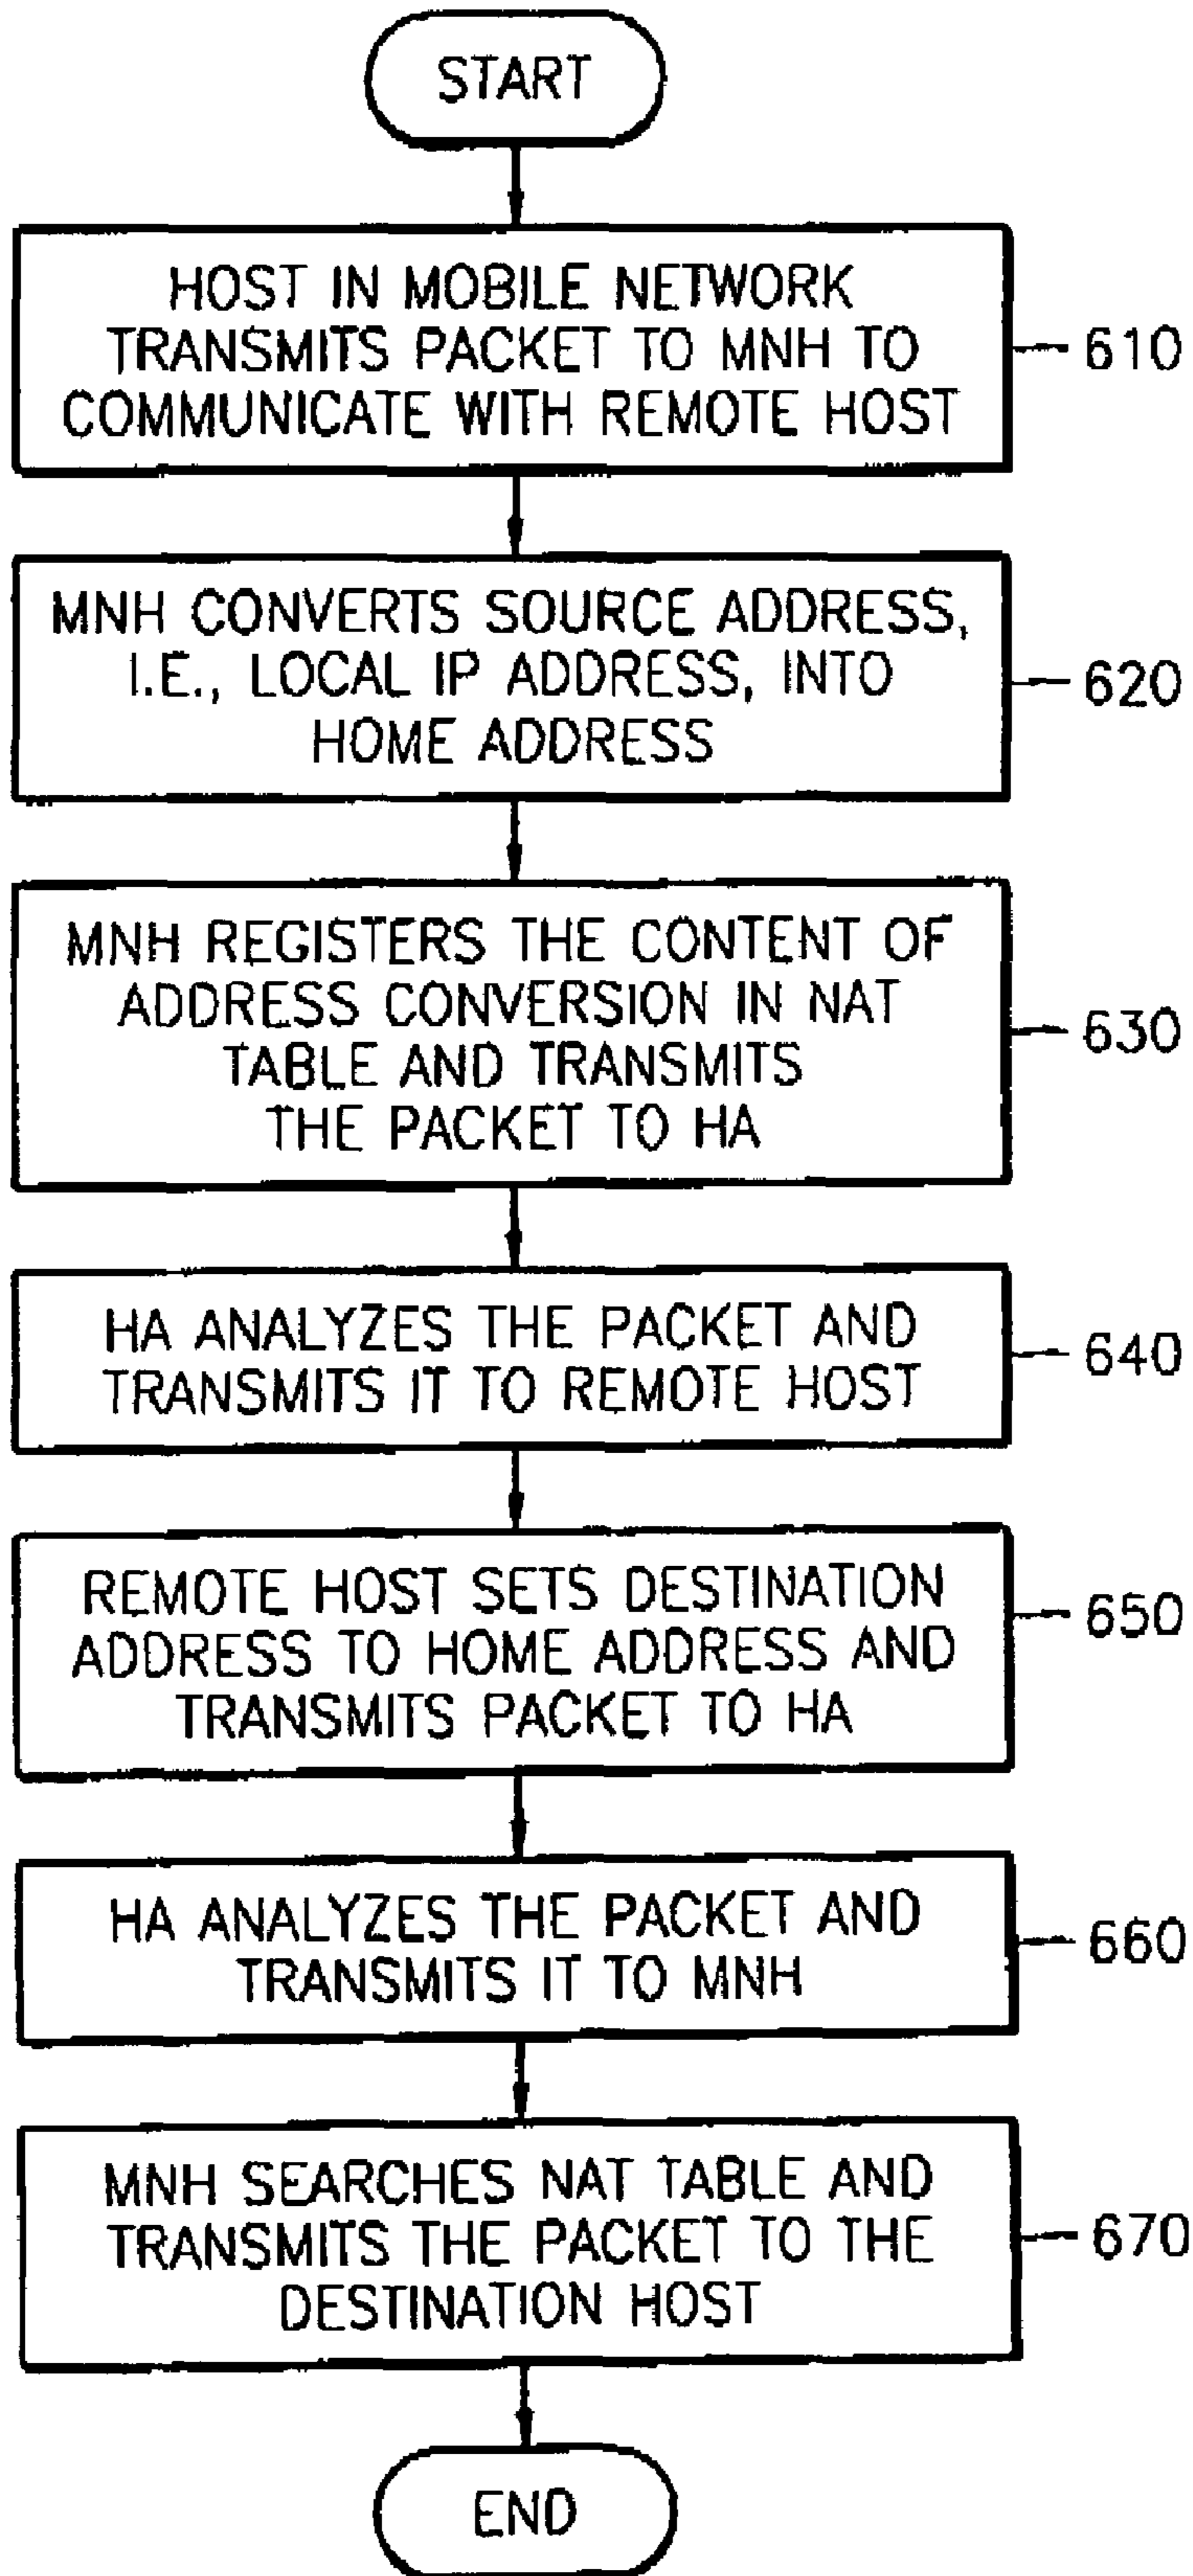 START
HOST IN MOBILE NETWORK
TRANSMITS PACKET TO MNH TO
COMMUNICATE WITH REMOTE HOST
610
MNH CONVERTS SOURCE ADDRESS,
I.E., LOCAL IP ADDRESS, INTO
HOME ADDRESS
620
MNH REGISTERS THE CONTENT OF
ADDRESS CONVERSION IN NAT
TABLE AND TRANSMITS
THE PACKET TO HA
630
HA ANALYZES THE PACKET AND
TRANSMITS IT TO REMOTE HOST
640
REMOTE HOST SETS DESTINATION
ADDRESS TO HOME ADDRESS AND
TRANSMITS PACKET TO HA
650
HA ANALYZES THE PACKET AND
TRANSMITS IT TO MNH
660
MNH SEARCHES NAT TABLE AND
TRANSMITS THE PACKET TO THE
DESTINATION HOST
670
END